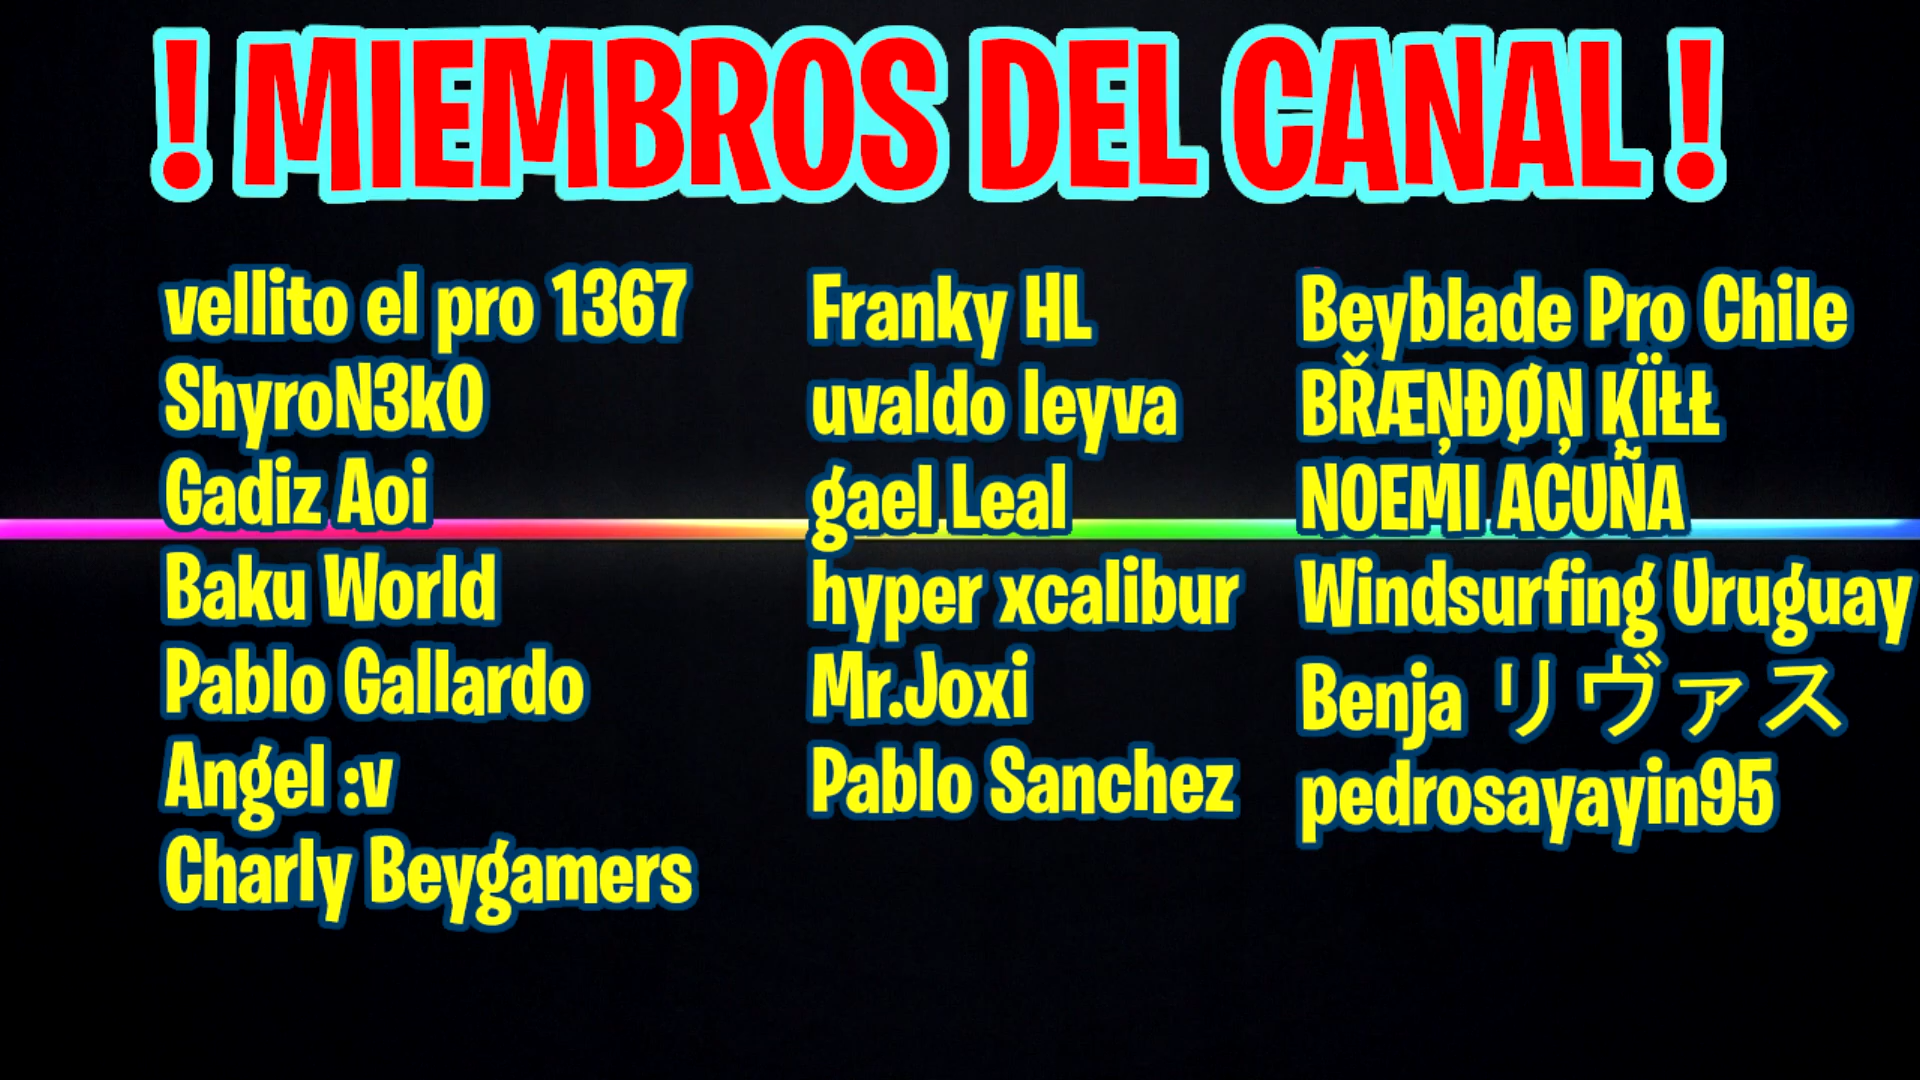 ! MIEMBROS DEL CANAL !
vellito el pro 1367
ShyroN3k0
Gadiz Aoi
Baku World
Pablo Gallardo
Angel :v
Charly Beygamers
Franky HL
uvaldo leyva
gael Leal
hyper xcalibur
Mr.Joxi
Pablo Sanchez
Beyblade Pro Chile
BŘÆŅĐØŅ ĶÏŁŁ
NOEMI ACUÑA
Windsurfing Uruguay
Benja リヴァス
pedrosayayin95